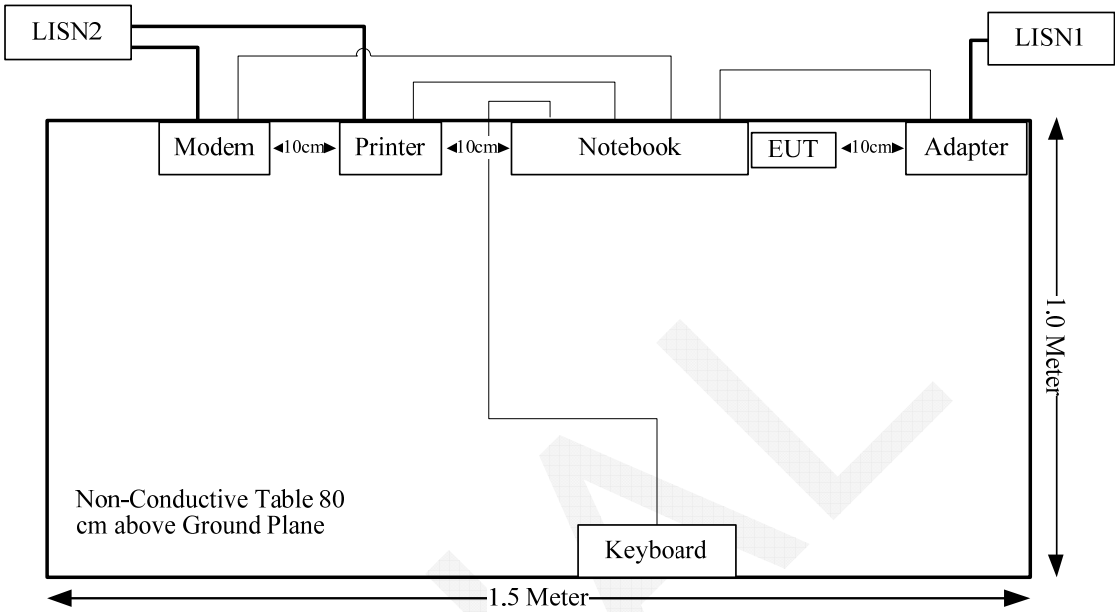 LISN2
LISN1
Modem
10cm
Printer
10cm
Notebook
EUT
10cm
Adapter
1.0 Meter
Non-Conductive Table 80
cm above Ground Plane
Keyboard
1.5 Meter